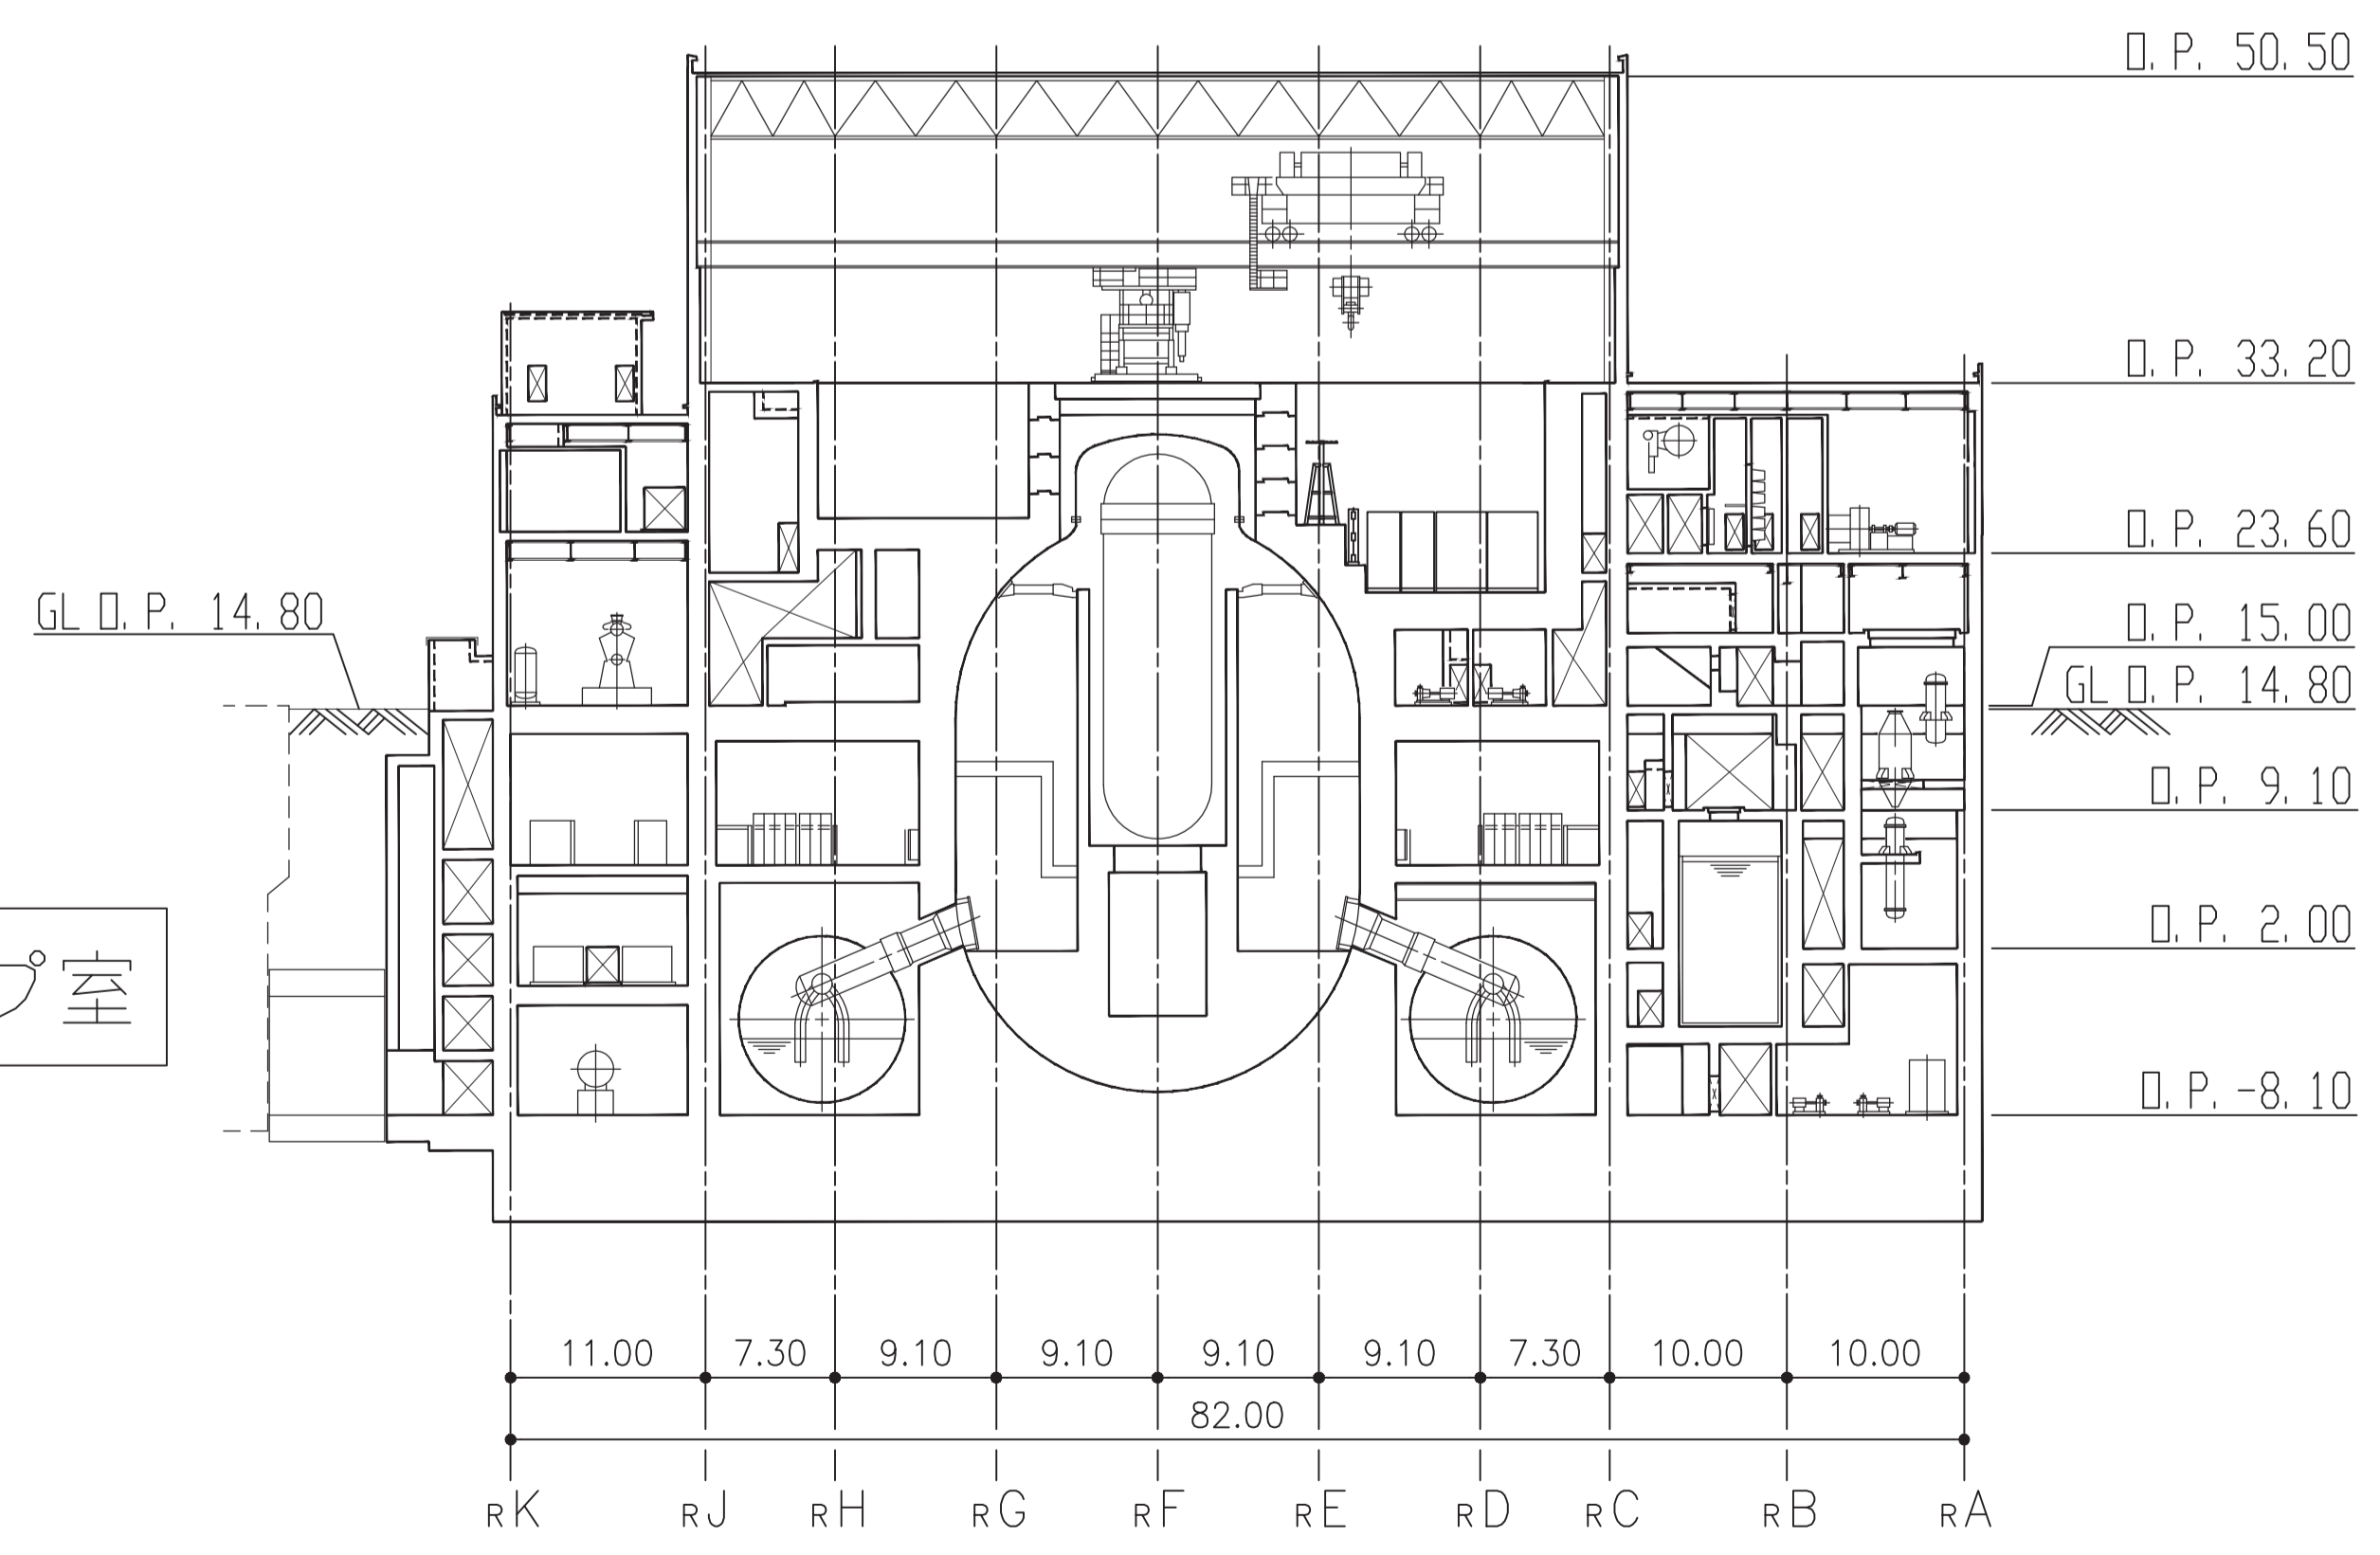 O.P. 50.50
O.P. 33.20
O.P. 23.60
GL O.P. 14.80
O.P. 15.00
GL O.P. 14.80
O.P. 9.10
O.P. 2.00
室
O.P. -8.10
11.00 7.30 9.10 9.10 9.10 9.10 7.30 10.00 10.00
82.00
RK RJ RH RG RF RE RD RC RB RA